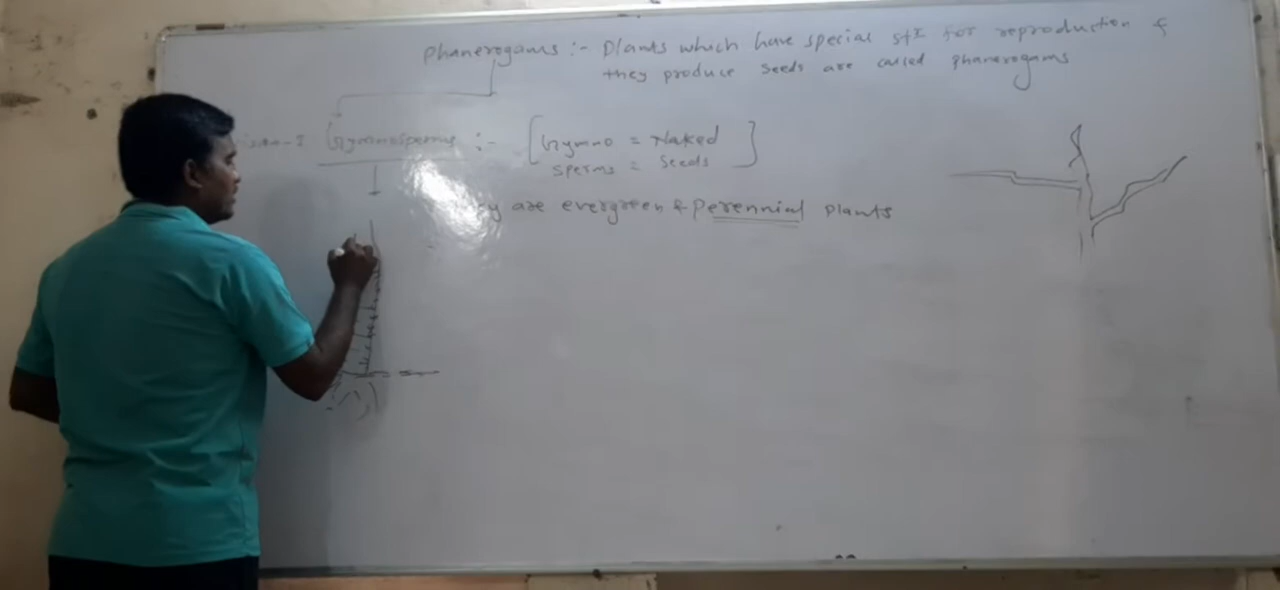 Phanerogams :- Plants which have special stX for reproduction &
they produce seeds are called phanerogams
Gymnosperms :- [Gymno = Naked
sperms = Seeds]
are evergreen & Perennial plants